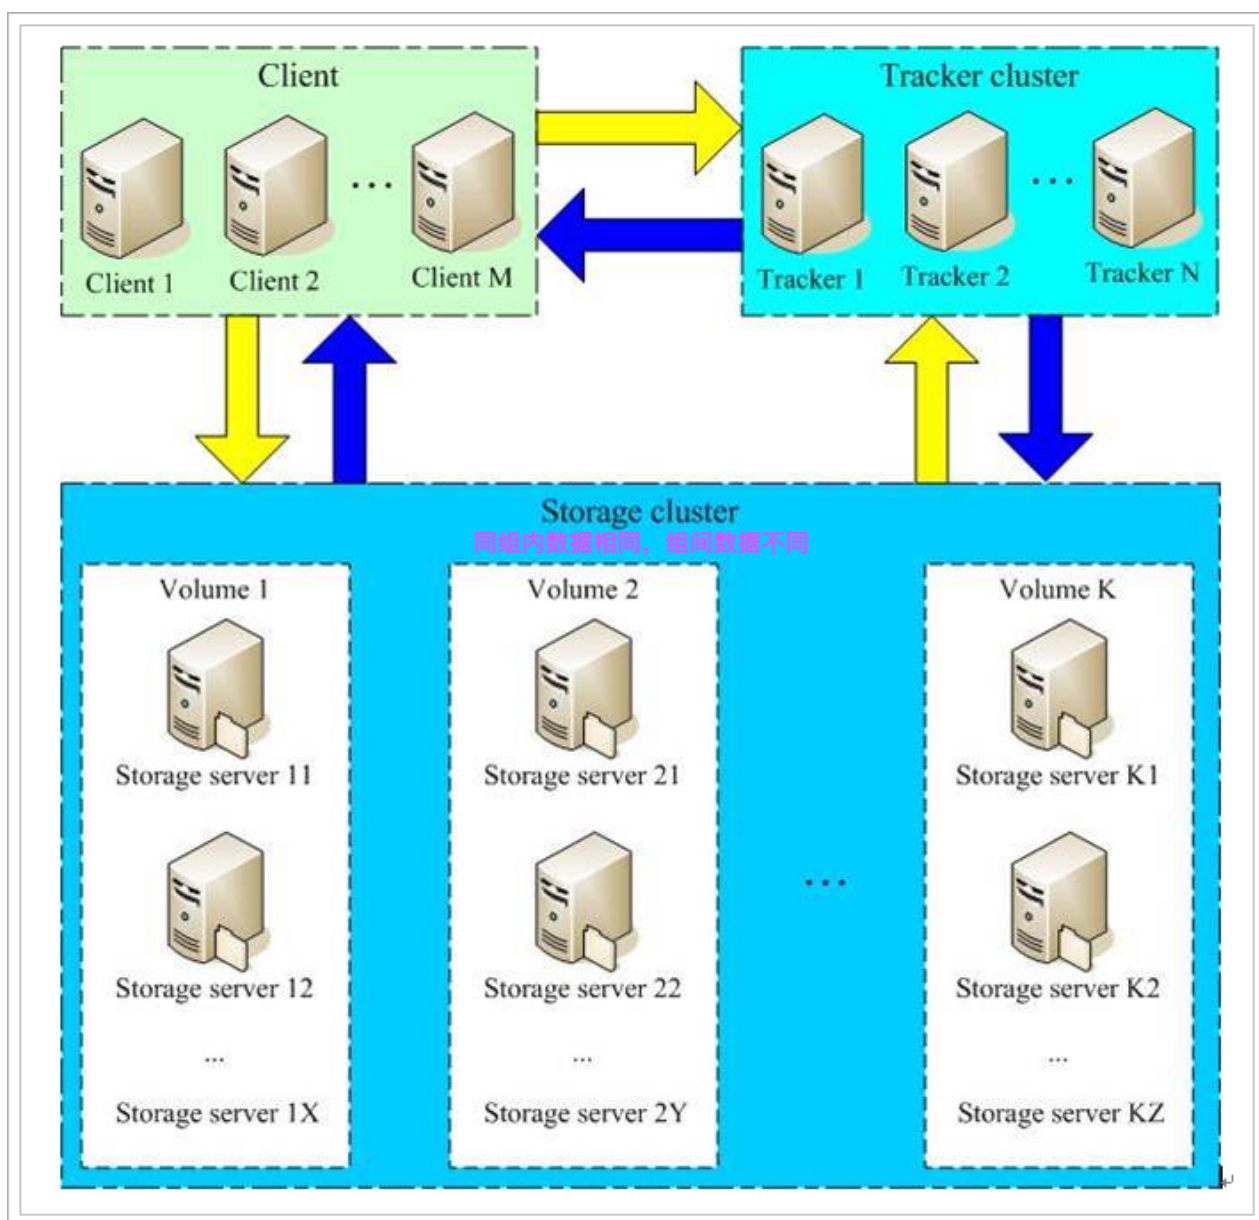 Client
Tracker cluster
...
...
Client 1
Client 2
Client M
Tracker 1
Tracker 2
Tracker N
Storage cluster
同组内数据相同，组间数据不同
Volume 1
Volume 2
Volume K
Storage server 11
Storage server 21
Storage server K1
...
Storage server 12
Storage server 22
Storage server K2
...
...
...
Storage server 1X
Storage server 2Y
Storage server KZ